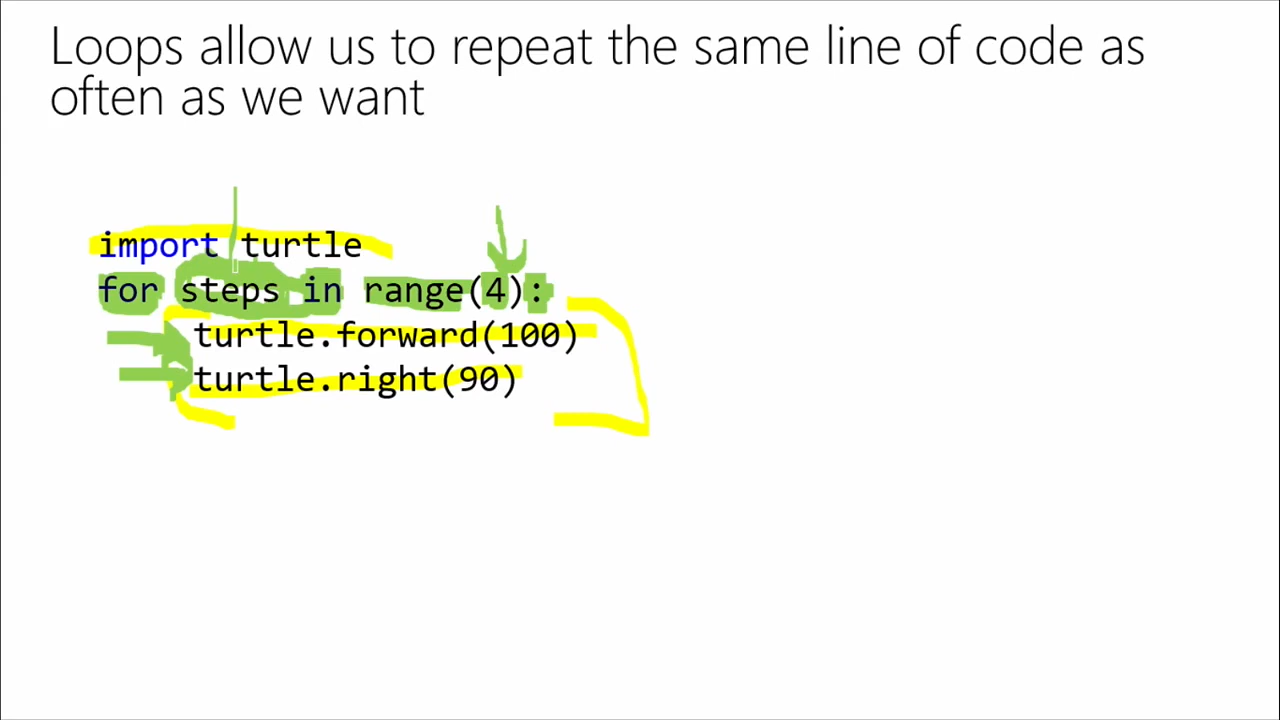 Loops allow us to repeat the same line of code as
often as we want
import turtle
for steps in range(4):
    turtle.forward(100)
    turtle.right(90)